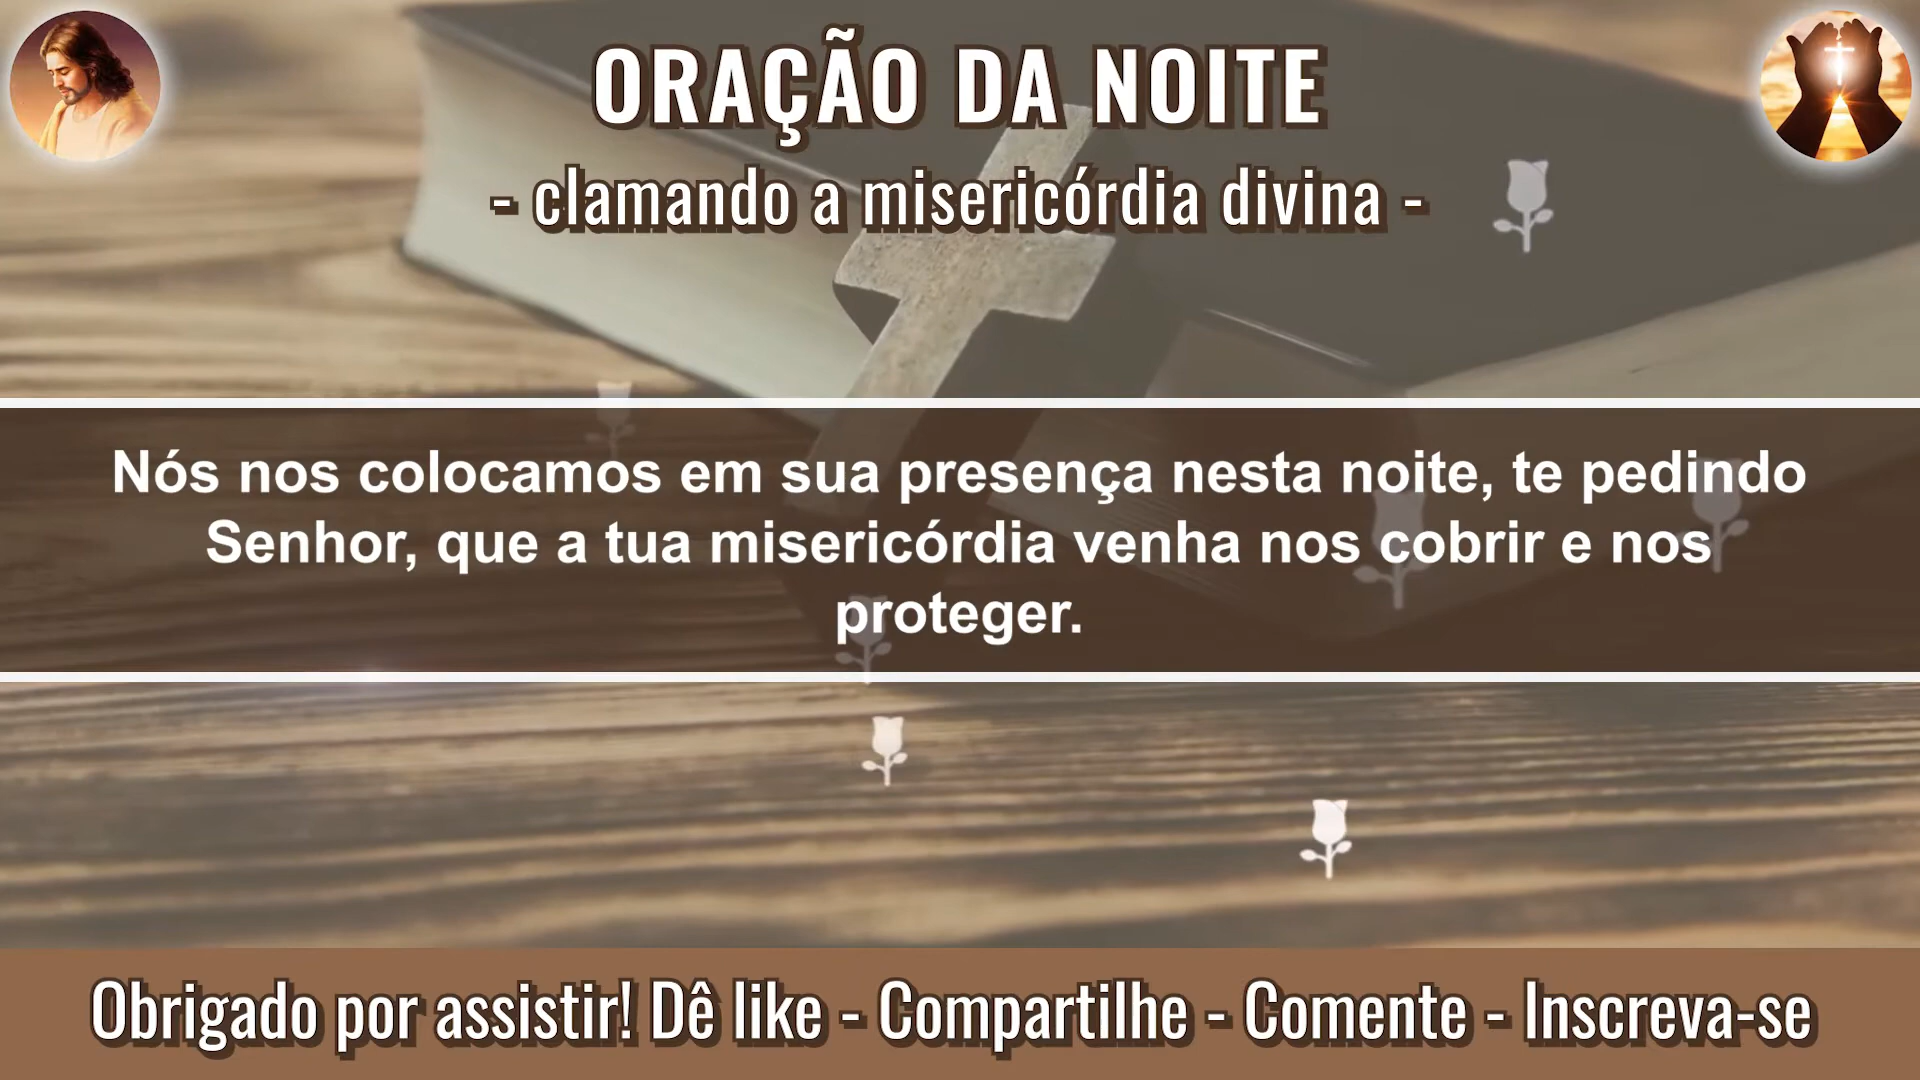 ORAÇÃO DA NOITE
- clamando a misericórdia divina -
Nós nos colocamos em sua presença nesta noite, te pedindo
Senhor, que a tua misericórdia venha nos cobrir e nos
proteger.
Obrigado por assistir! Dê like - Compartilhe - Comente - Inscreva-se